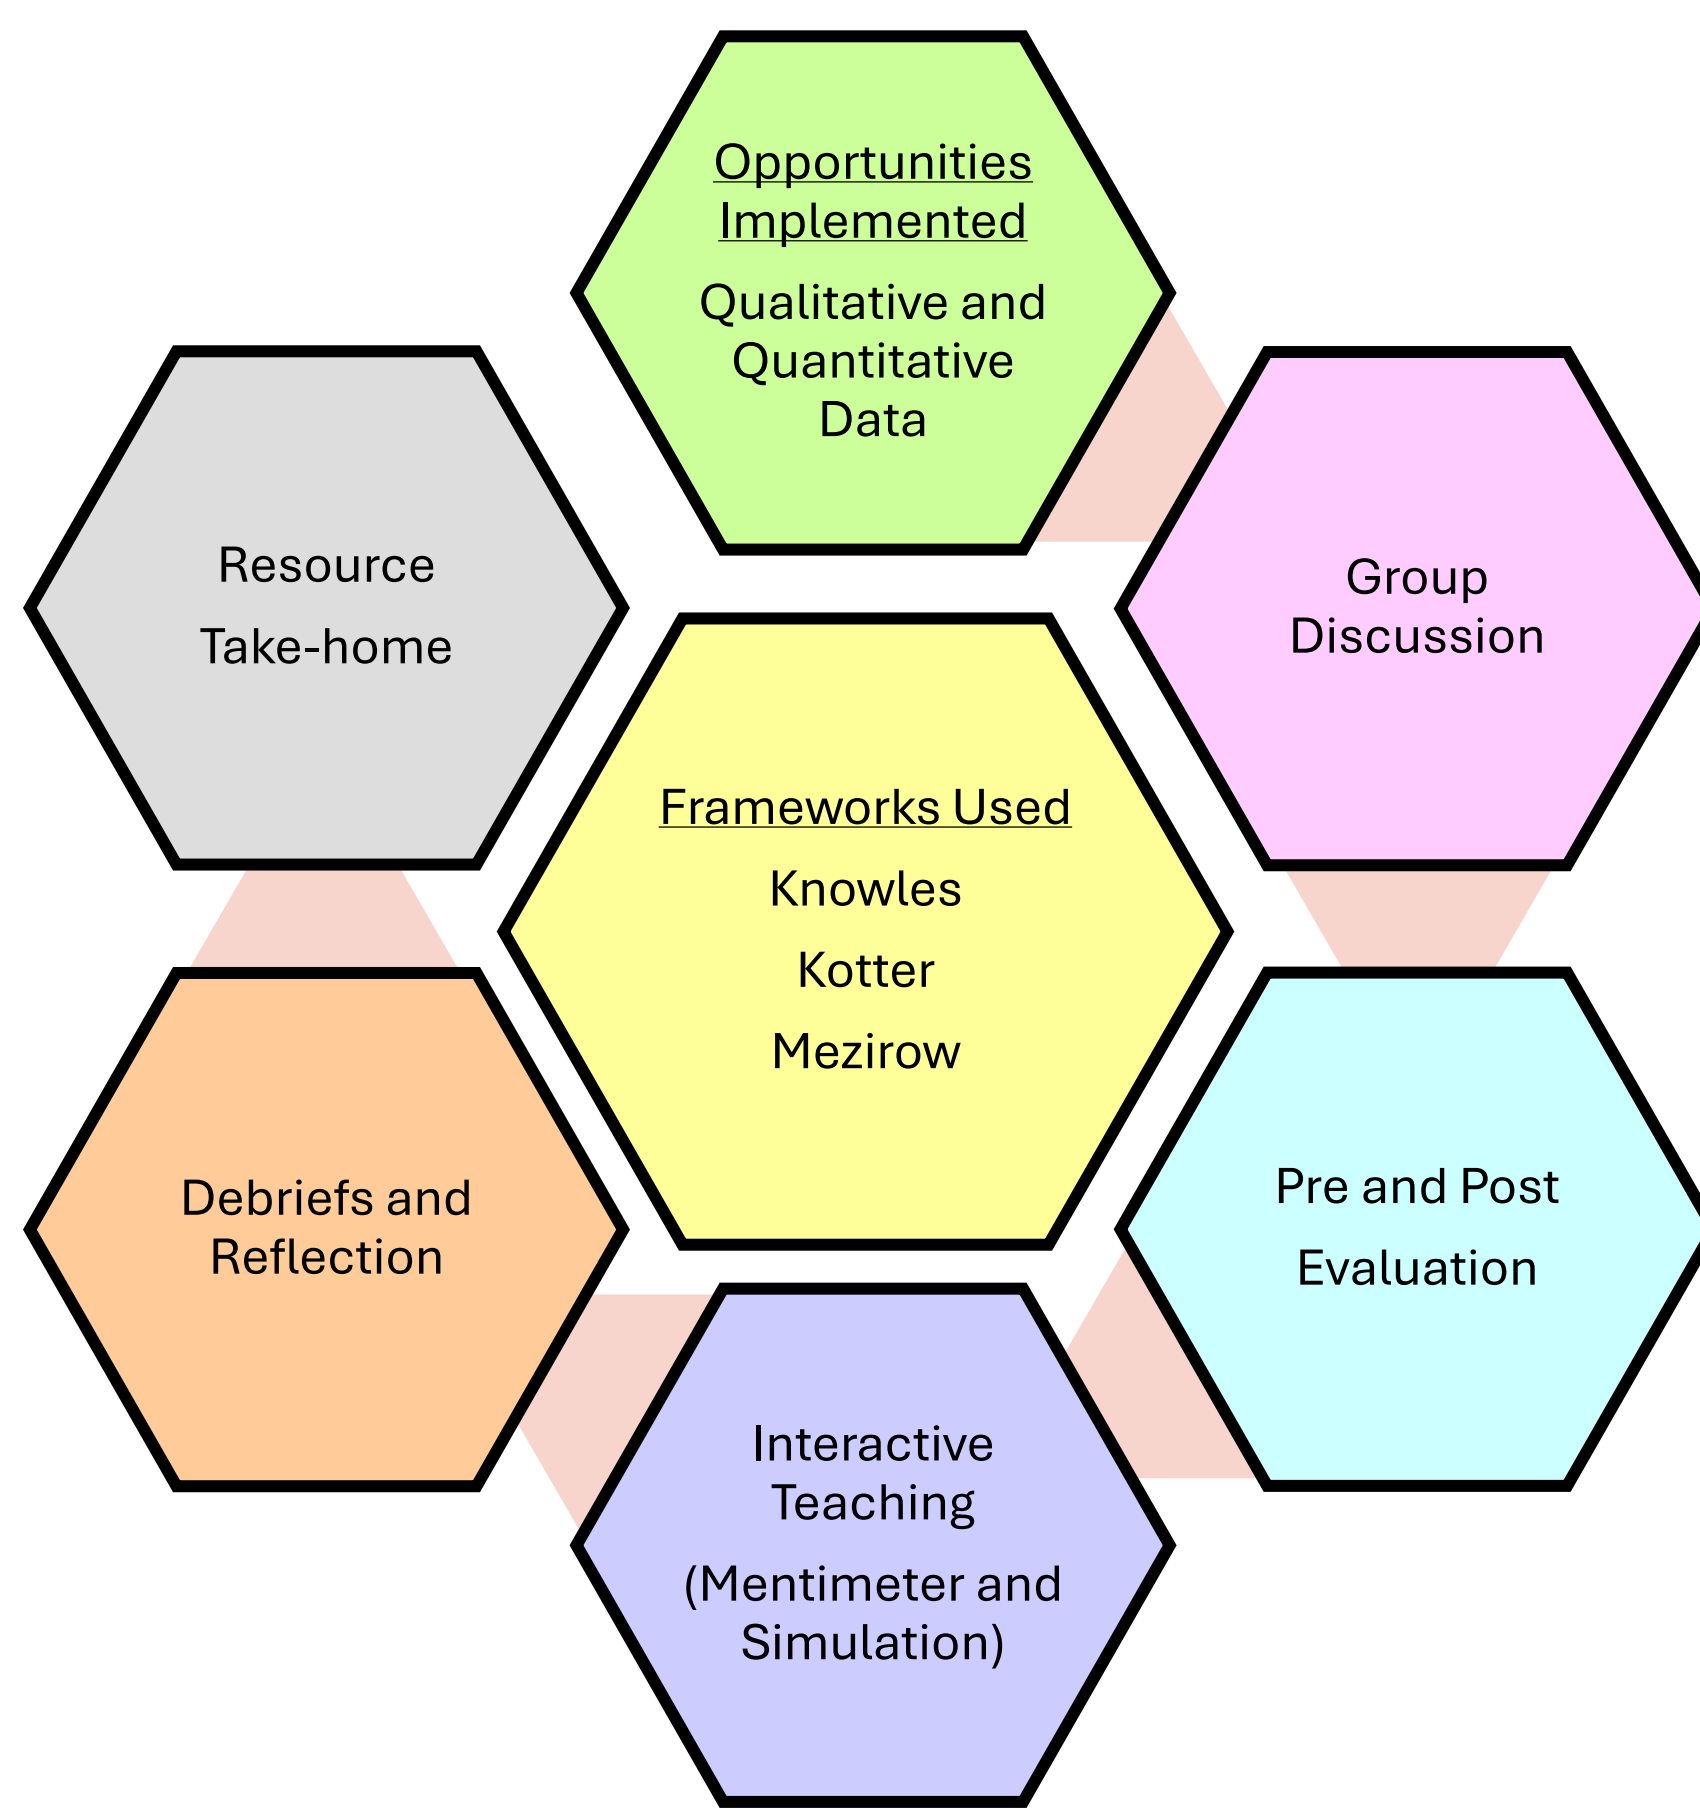 Opportunities
Implemented
Qualitative and
Quantitative
Data
Group
Discussion
Resource
Take-home
Frameworks Used
Knowles
Kotter
Mezirow
Pre and Post
Evaluation
Debriefs and
Reflection
Interactive
Teaching
(Mentimeter and
Simulation)